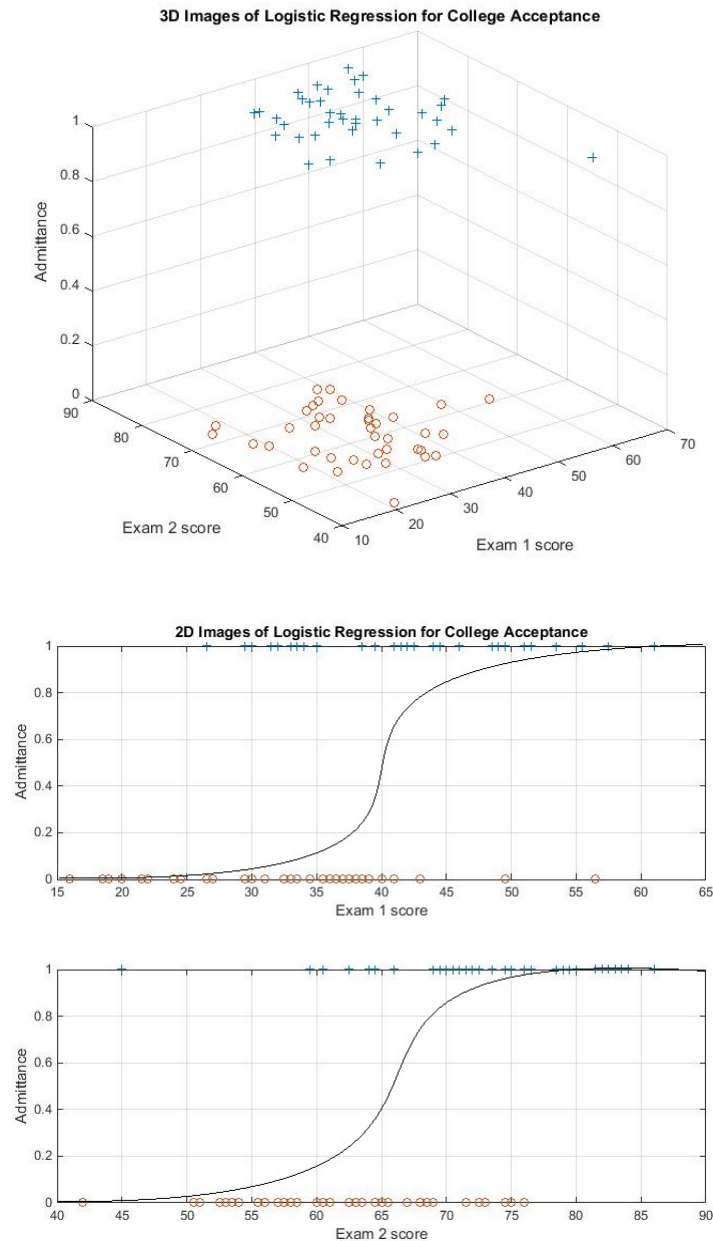 3D Images of Logistic Regression for College Acceptance
1
0.8
0.6
0.4
0.2
0
Admittance
90
80
70
60
50
40
Exam 2 score
10
20
30
40
50
60
70
Exam 1 score
2D Images of Logistic Regression for College Acceptance
1
0.8
0.6
0.4
0.2
0
Admittance
15 20 25 30 35 40 45 50 55 60 65
Exam 1 score
1
0.8
0.6
0.4
0.2
0
Admittance
40 45 50 55 60 65 70 75 80 85 90
Exam 2 score